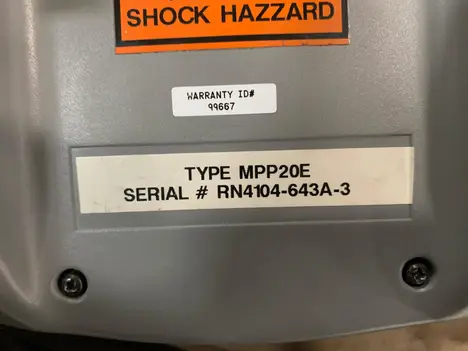 SHOCK HAZZARD
WARRANTY ID#
99667
TYPE MPP20E
SERIAL # RN4104-643A-3